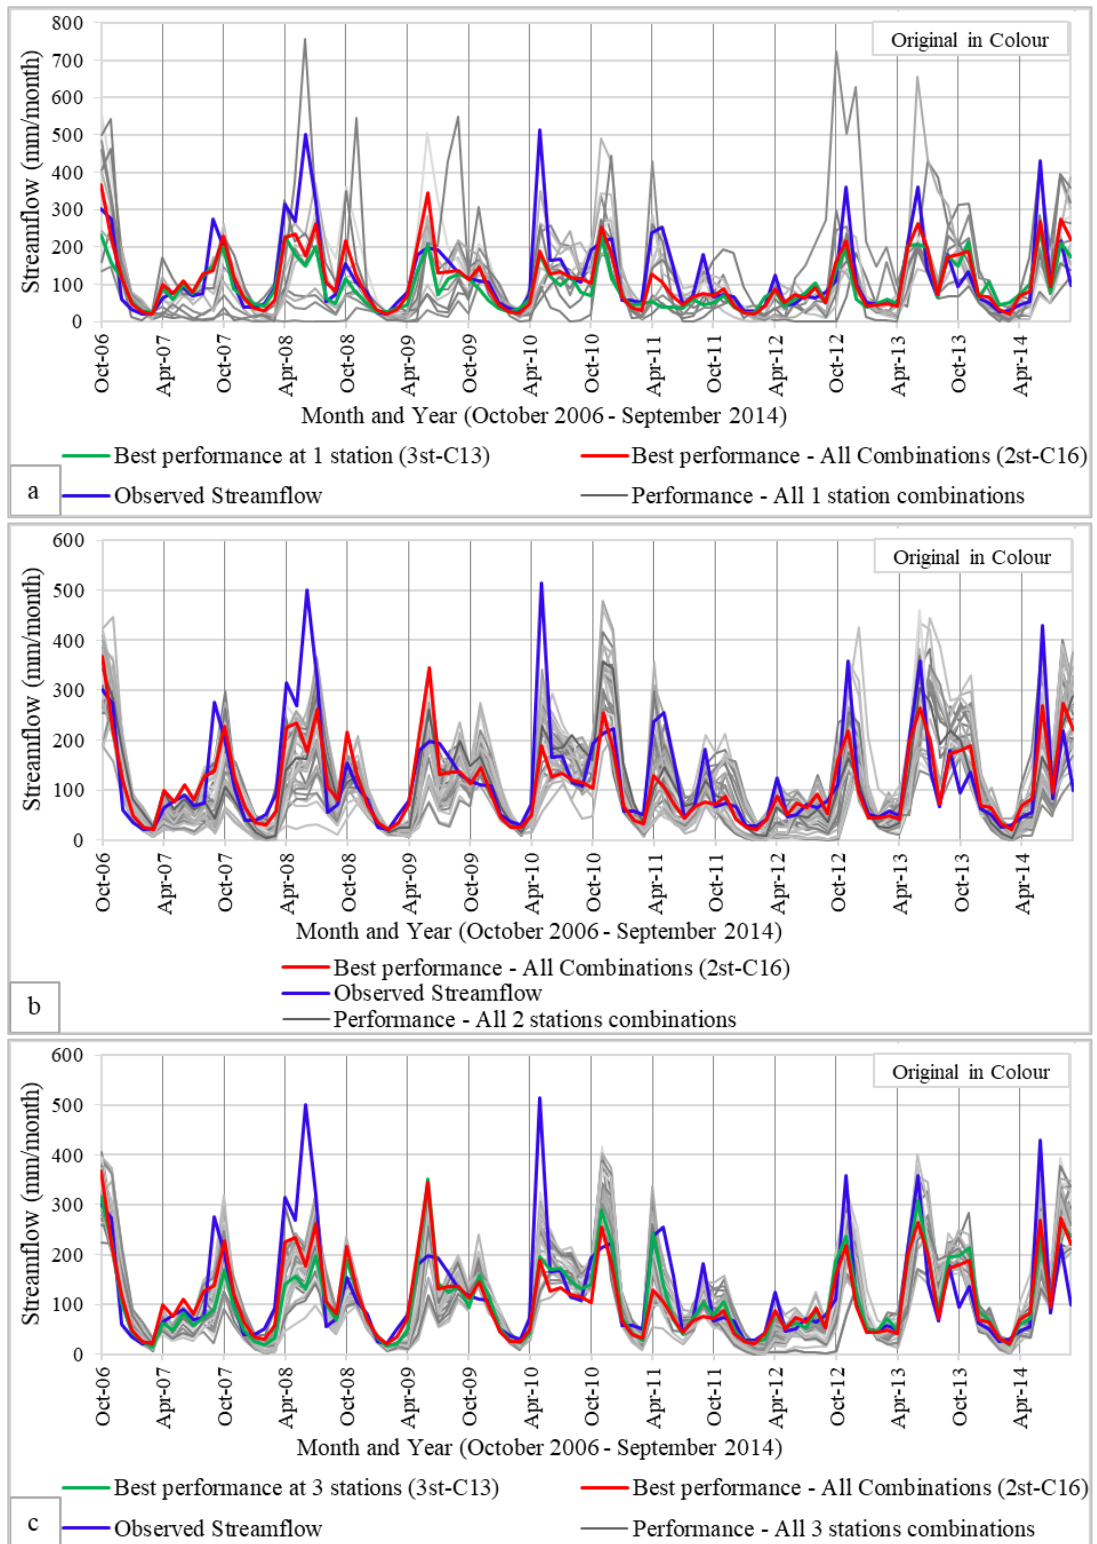 Original in Colour
Streamflow (mm/month)
800
700
600
500
400
300
200
100
0
Oct-06 Apr-07 Oct-07 Apr-08 Oct-08 Apr-09 Oct-09 Apr-10 Oct-10 Apr-11 Oct-11 Apr-12 Oct-12 Apr-13 Oct-13 Apr-14
Month and Year (October 2006 - September 2014)
Best performance at 1 station (3st-C13) Best performance - All Combinations (2st-C16)
Observed Streamflow Performance - All 1 station combinations
a
Original in Colour
Streamflow (mm/month)
600
500
400
300
200
100
0
Oct-06 Apr-07 Oct-07 Apr-08 Oct-08 Apr-09 Oct-09 Apr-10 Oct-10 Apr-11 Oct-11 Apr-12 Oct-12 Apr-13 Oct-13 Apr-14
Month and Year (October 2006 - September 2014)
Best performance - All Combinations (2st-C16)
Observed Streamflow
Performance - All 2 stations combinations
b
Original in Colour
Streamflow (mm/month)
600
500
400
300
200
100
0
Oct-06 Apr-07 Oct-07 Apr-08 Oct-08 Apr-09 Oct-09 Apr-10 Oct-10 Apr-11 Oct-11 Apr-12 Oct-12 Apr-13 Oct-13 Apr-14
Month and Year (October 2006 - September 2014)
Best performance at 3 stations (3st-C13) Best performance - All Combinations (2st-C16)
Observed Streamflow Performance - All 3 stations combinations
c